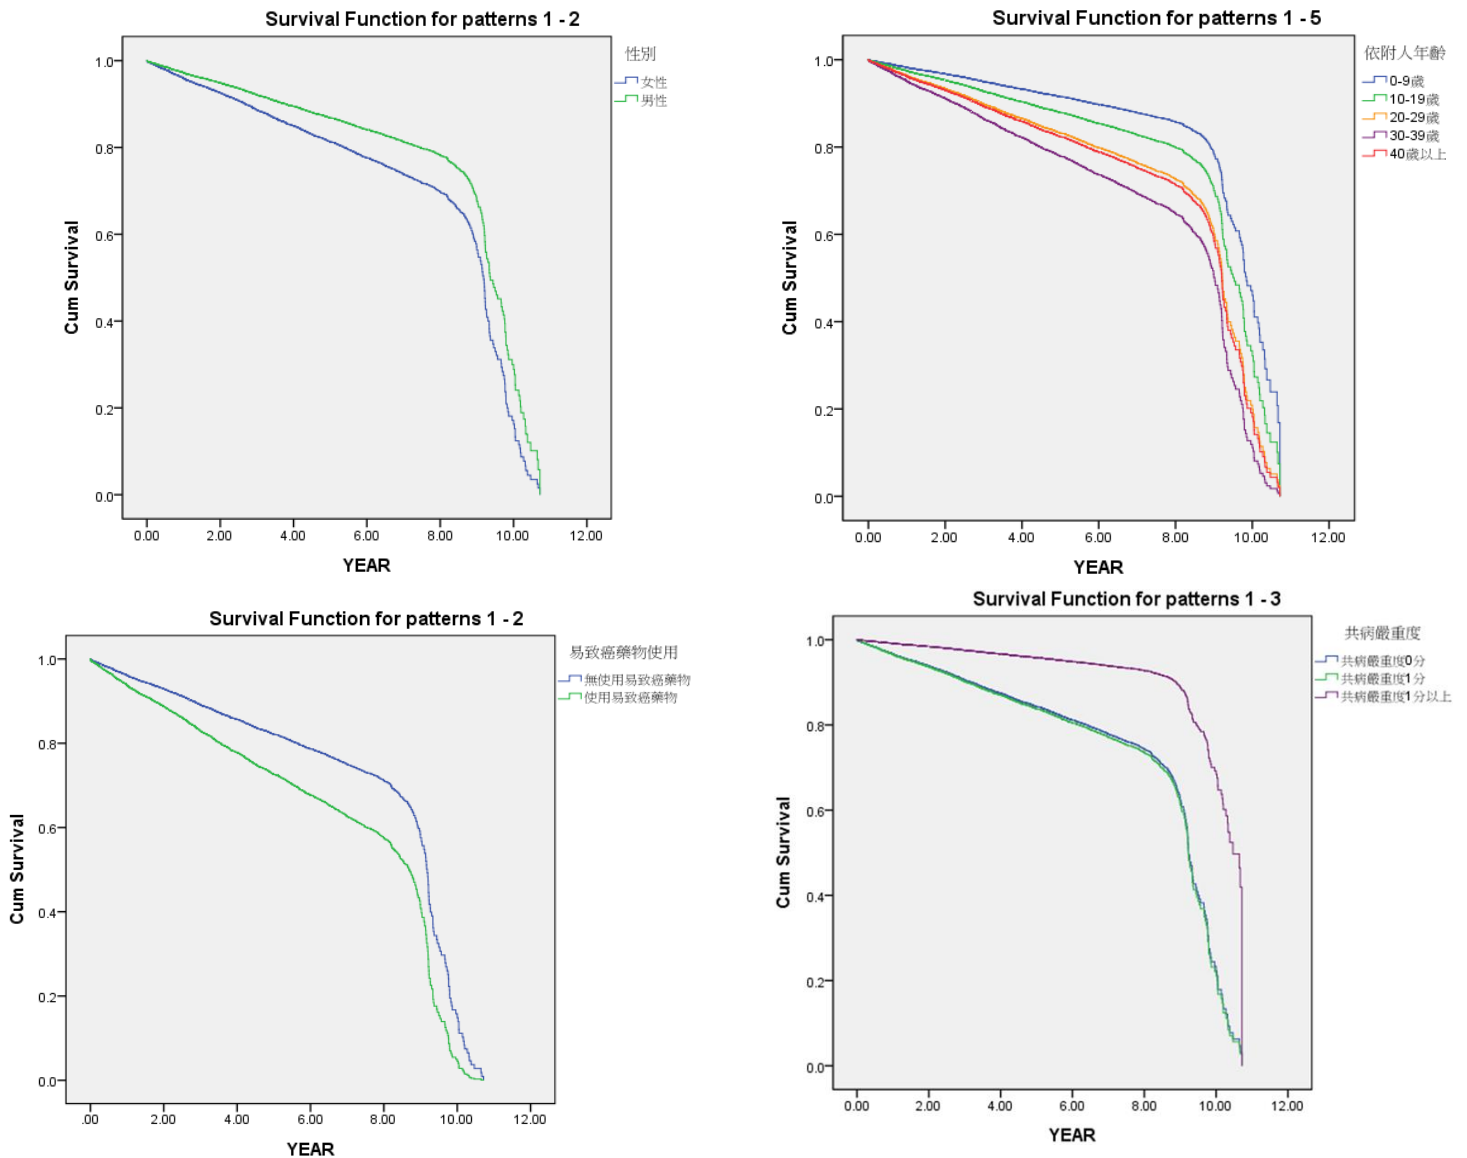 Survival Function for patterns 1 - 2
性別
女性
男性
1.0
0.8
0.6
0.4
0.2
0.0
Cum Survival
0.00 2.00 4.00 6.00 8.00 10.00 12.00
YEAR
Survival Function for patterns 1 - 5
依附人年齡
0-9歲
10-19歲
20-29歲
30-39歲
40歲以上
1.0
0.8
0.6
0.4
0.2
0.0
Cum Survival
0.00 2.00 4.00 6.00 8.00 10.00 12.00
YEAR
Survival Function for patterns 1 - 2
易致癌藥物使用
無使用易致癌藥物
使用易致癌藥物
1.0
0.8
0.6
0.4
0.2
0.0
Cum Survival
.00 2.00 4.00 6.00 8.00 10.00 12.00
YEAR
Survival Function for patterns 1 - 3
共病嚴重度
共病嚴重度0分
共病嚴重度1分
共病嚴重度1分以上
1.0
0.8
0.6
0.4
0.2
0.0
Cum Survival
0.00 2.00 4.00 6.00 8.00 10.00 12.00
YEAR